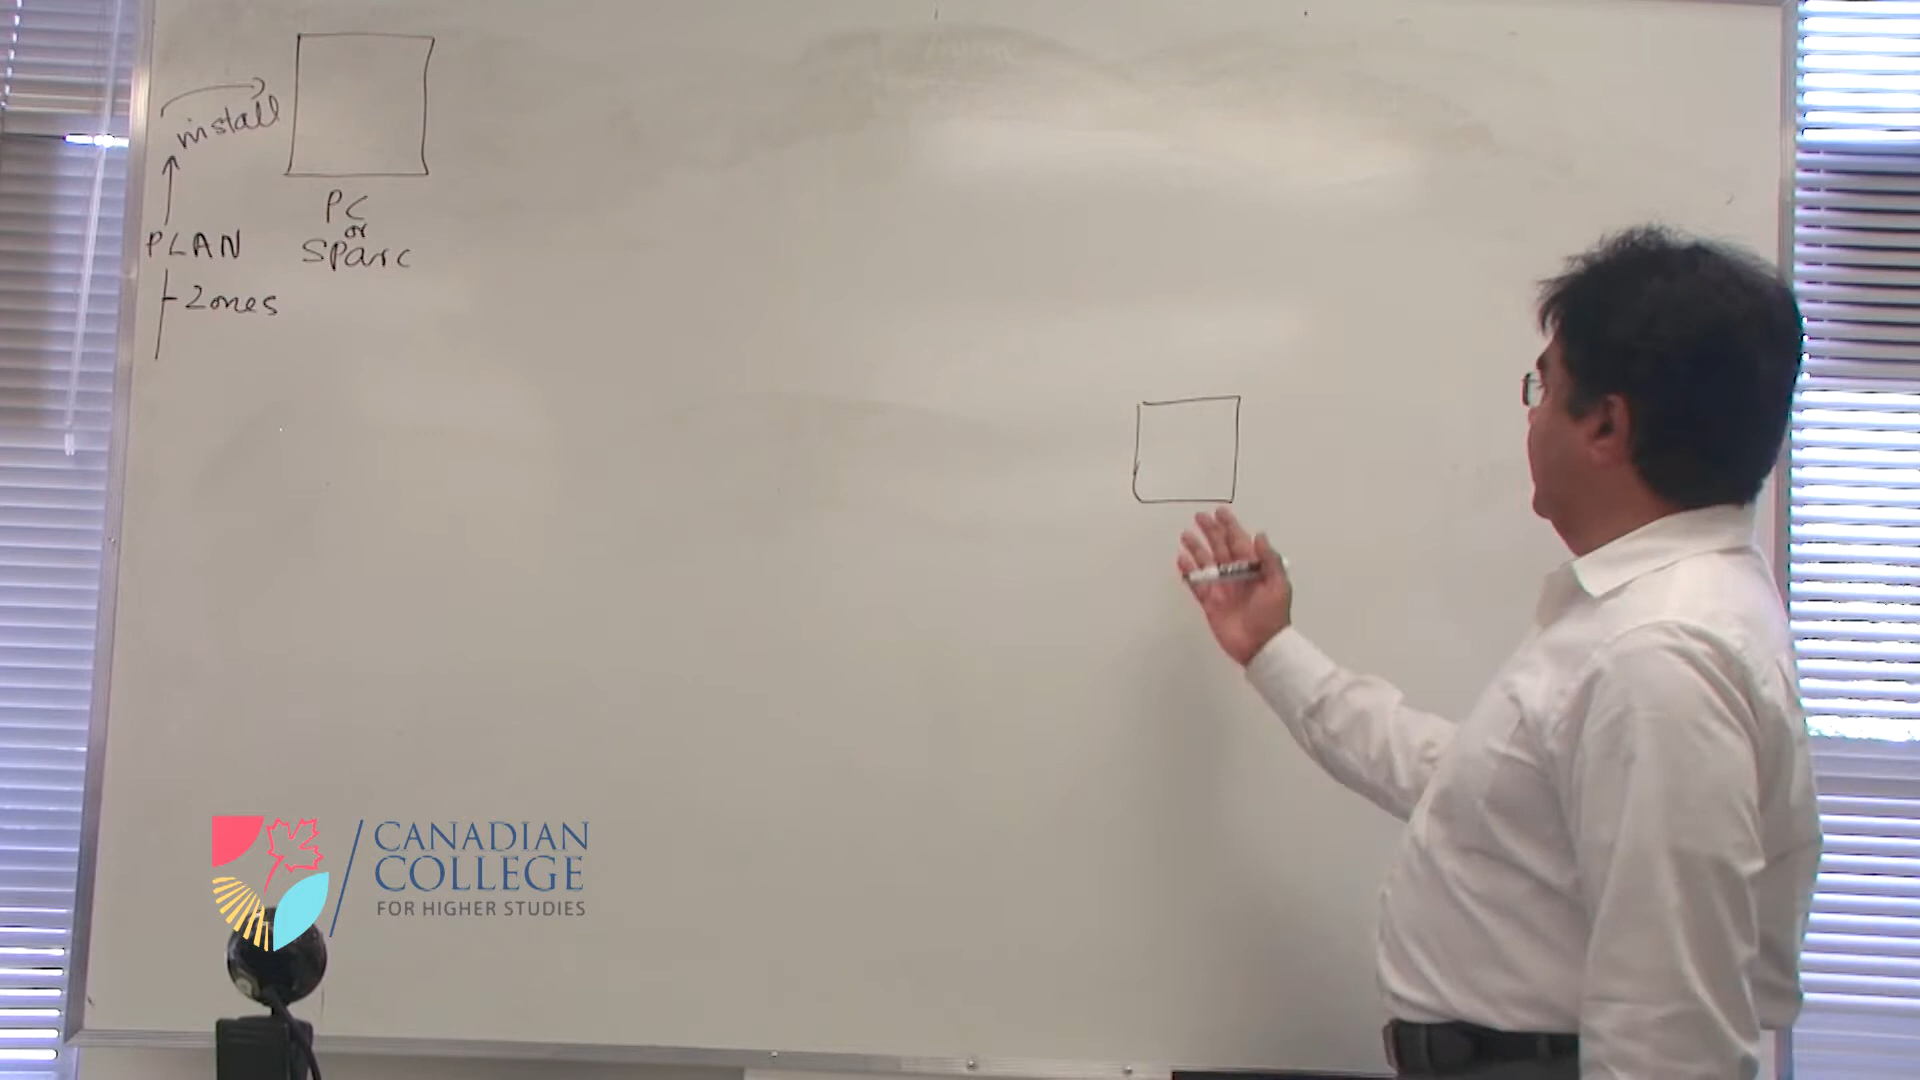 install
PC
or
SParc
PLAN
Zones
CANADIAN
COLLEGE
FOR HIGHER STUDIES